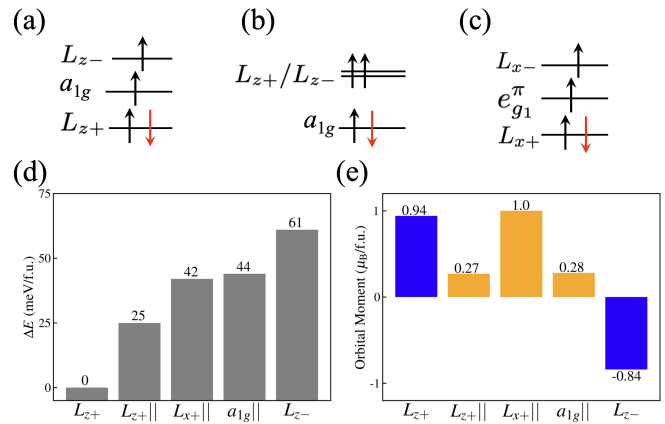 (a)
(b)
(c)
L_{z-}
a_{1g}
L_{z+}
L_{z+}/L_{z-}
a_{1g}
L_{x-}
e_{g_1}^{π}
L_{x+}
(d)
75
50
25
0
ΔE (meV/f.u.)
0
25
42
44
61
L_{z+}
L_{z+}||
L_{x+}||
a_{1g}||
L_{z-}
(e)
1
0
-1
Orbital Moment (μ_B/f.u.)
0.94
0.27
1.0
0.28
-0.84
L_{z+}
L_{z+}||
L_{x+}||
a_{1g}||
L_{z-}